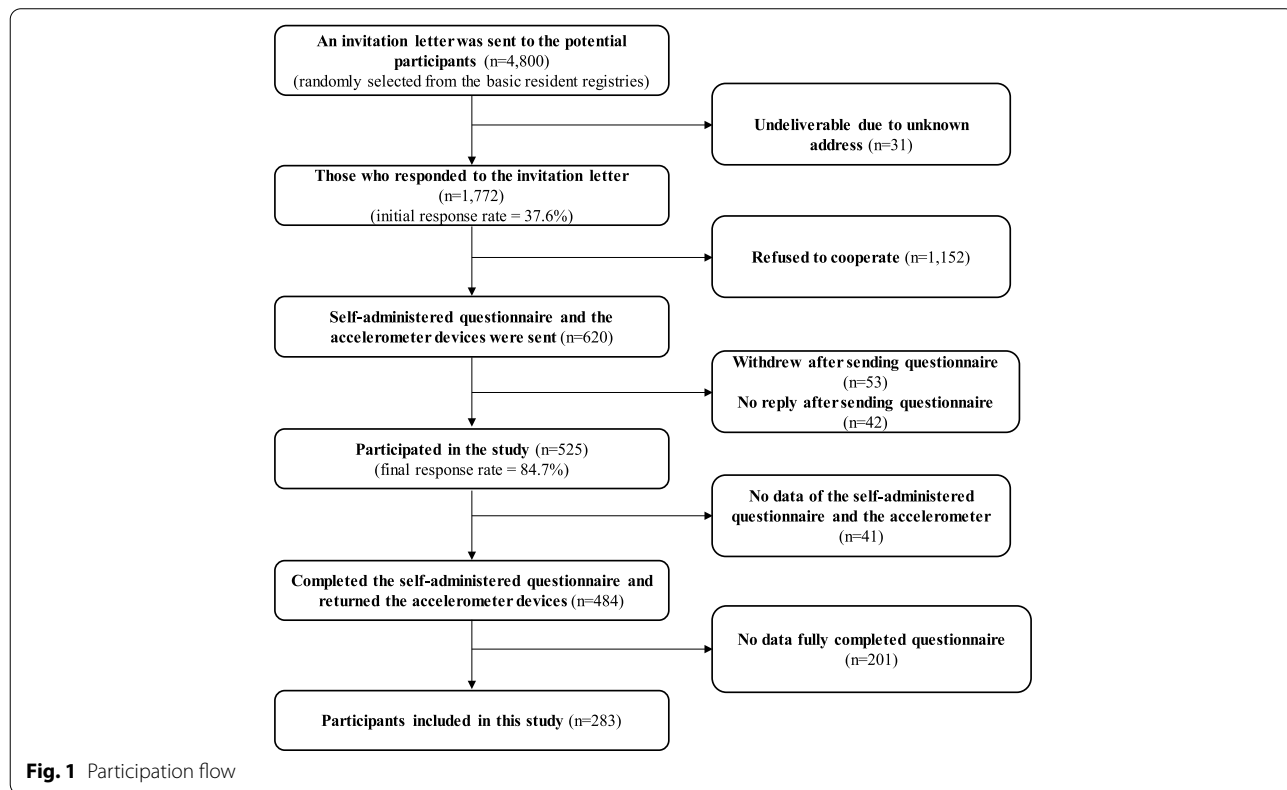 An invitation letter was sent to the potential
participants (n=4,800)
(randomly selected from the basic resident registries)
Undeliverable due to unknown
address (n=31)
Those who responded to the invitation letter
(n=1,772)
(initial response rate = 37.6%)
Refused to cooperate (n=1,152)
Self-administered questionnaire and the
accelerometer devices were sent (n=620)
Withdrew after sending questionnaire
(n=53)
No reply after sending questionnaire
(n=42)
Participated in the study (n=525)
(final response rate = 84.7%)
No data of the self-administered
questionnaire and the accelerometer
(n=41)
Completed the self-administered questionnaire and
returned the accelerometer devices (n=484)
No data fully completed questionnaire
(n=201)
Participants included in this study (n=283)
Fig. 1 Participation flow